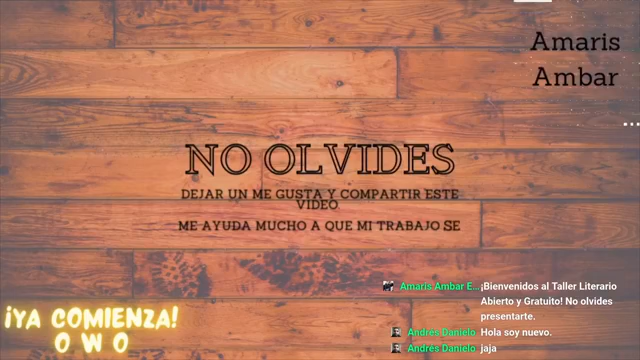 Amaris
Ambar
NO OLVIDES
DEJAR UN ME GUSTA Y COMPARTIR ESTE
VIDEO
ME AYUDA MUCHO A QUE MI TRABAJO SE
Amaris Ambar E... ¡Bienvenidos al Taller Literario
Abierto y Gratuito! No olvides
presentarte.
Andrés Danielo Hola soy nuevo.
Andrés Danielo jaja
¡YA COMIENZA!
O W O